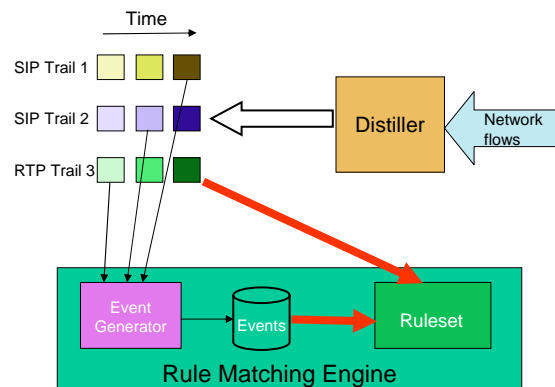 Time
SIP Trail 1
SIP Trail 2
RTP Trail 3
Distiller
Network
flows
Event
Generator
Events
Ruleset
Rule Matching Engine